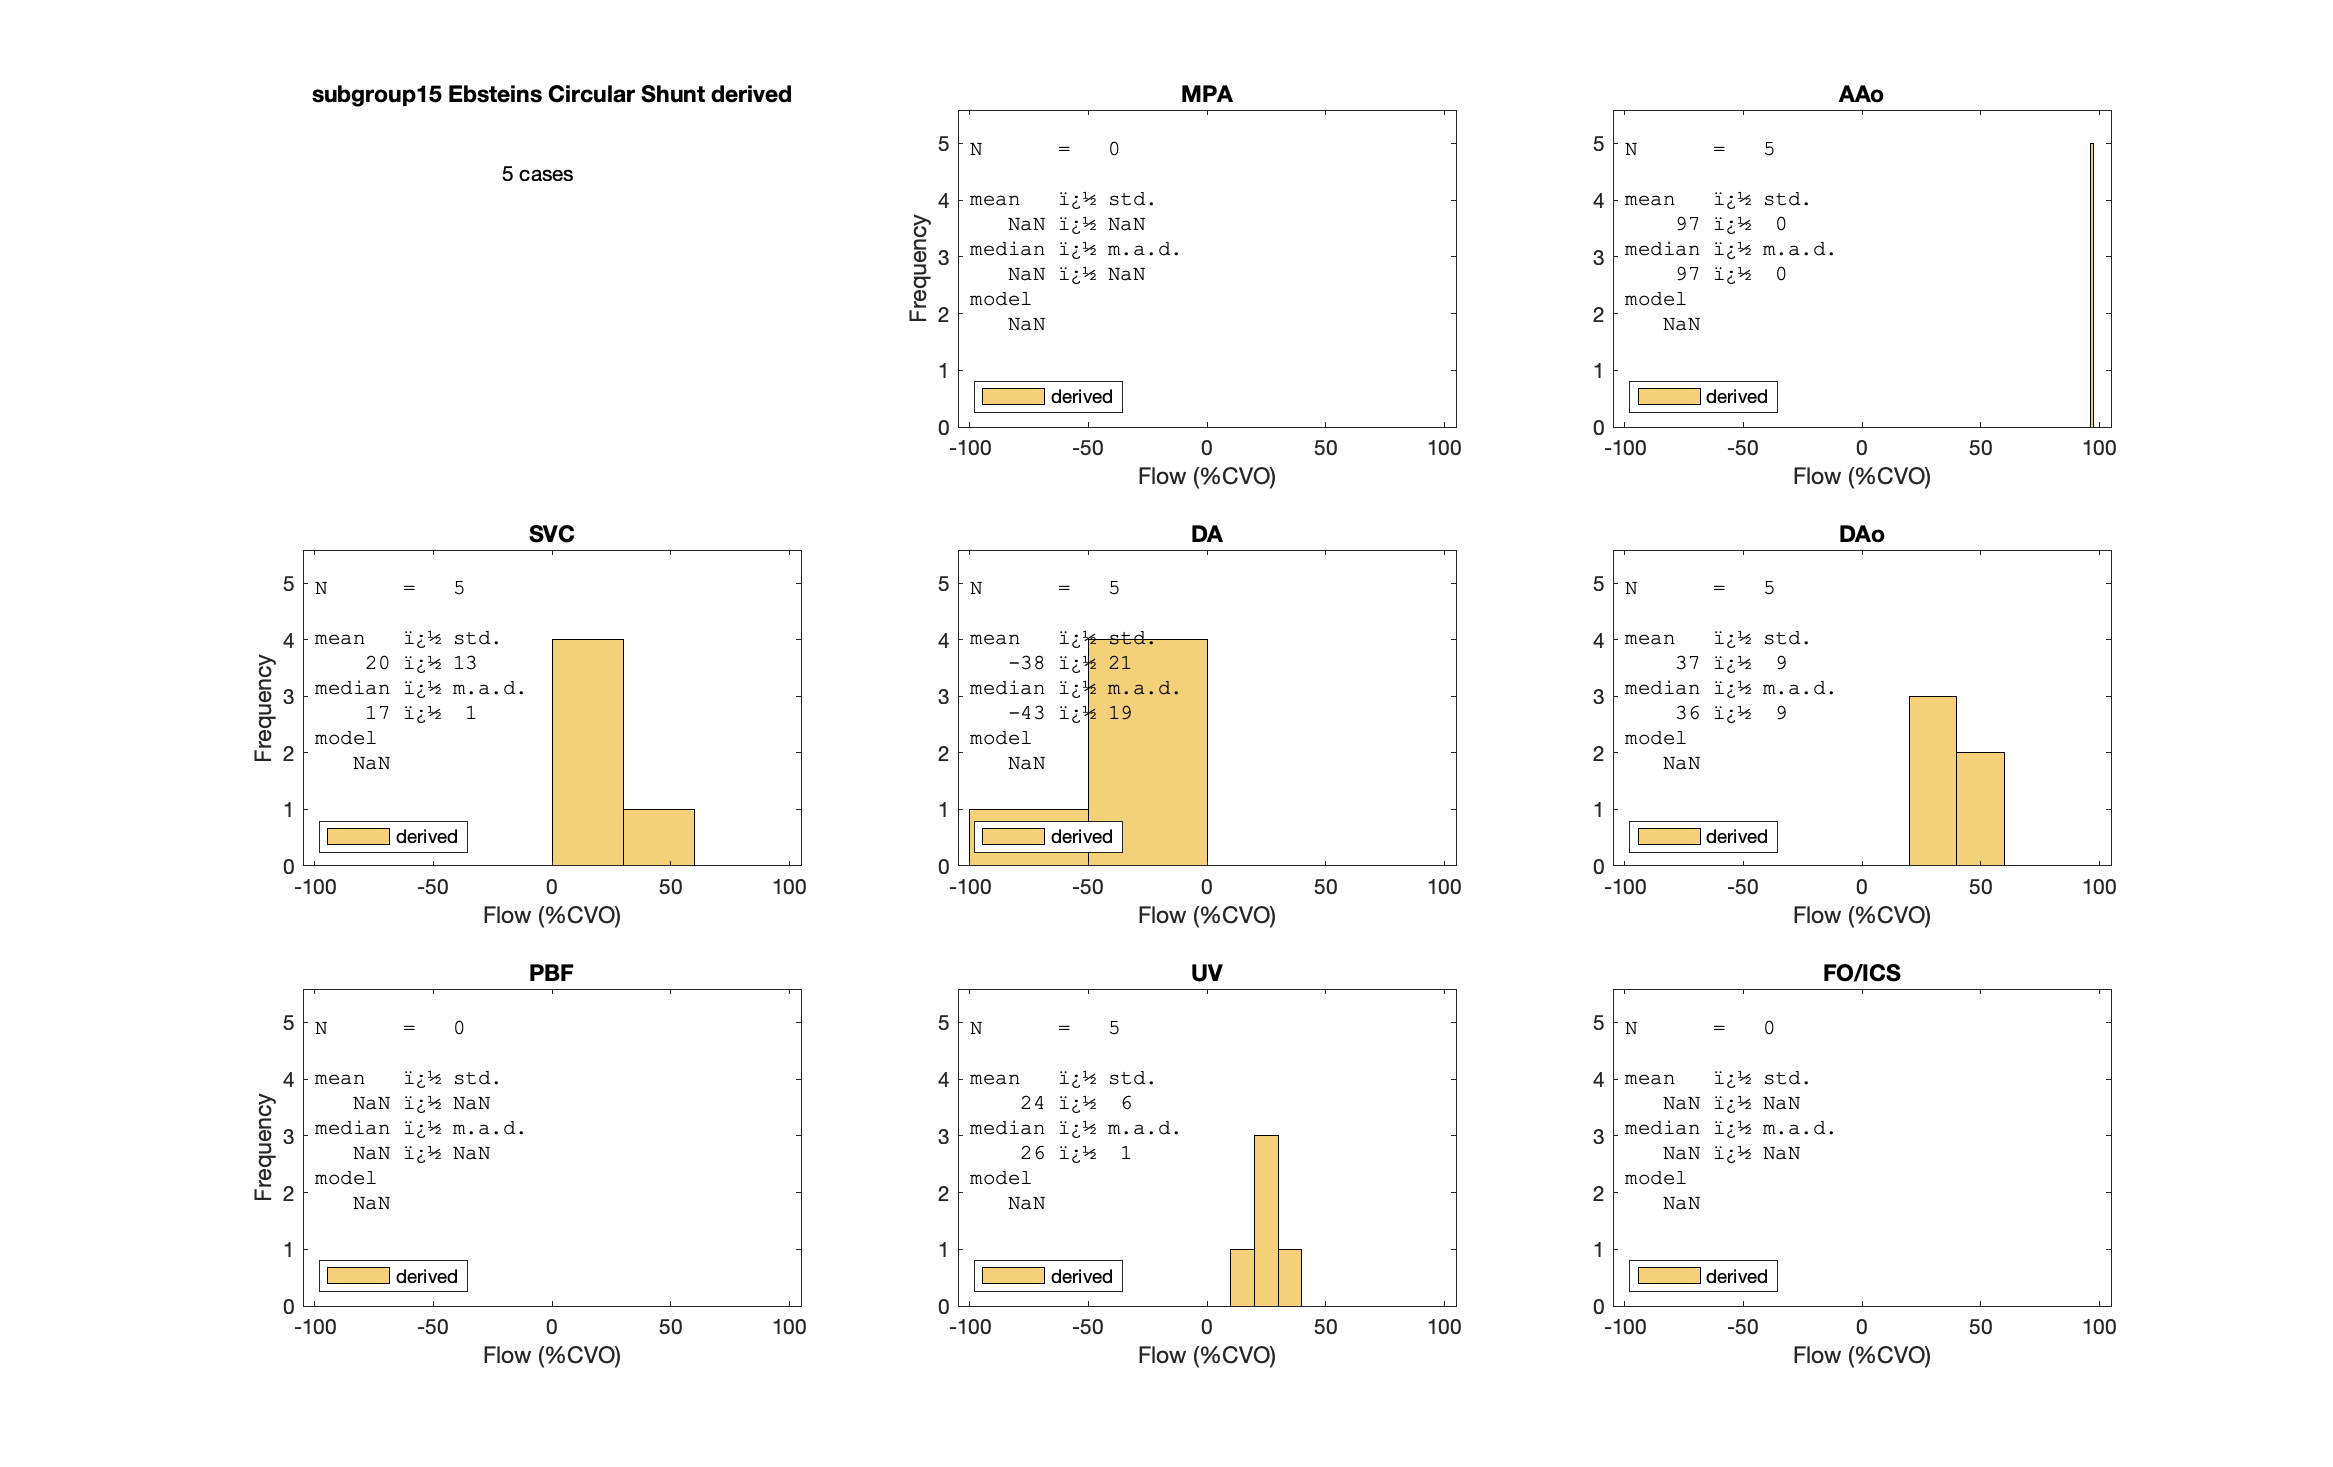 subgroup15 Ebsteins Circular Shunt derived
5 cases
MPA
N = 0
mean ï¿½ std.
NaN ï¿½ NaN
median ï¿½ m.a.d.
NaN ï¿½ NaN
model
NaN
derived
Frequency
0
1
2
3
4
5
-100 -50 0 50 100
Flow (%CVO)
AAo
N = 5
mean ï¿½ std.
97 ï¿½ 0
median ï¿½ m.a.d.
97 ï¿½ 0
model
NaN
derived
0
1
2
3
4
5
-100 -50 0 50 100
Flow (%CVO)
SVC
N = 5
mean ï¿½ std.
20 ï¿½ 13
median ï¿½ m.a.d.
17 ï¿½ 1
model
NaN
derived
Frequency
0
1
2
3
4
5
-100 -50 0 50 100
Flow (%CVO)
DA
N = 5
mean ï¿½ std.
-38 ï¿½ 21
median ï¿½ m.a.d.
-43 ï¿½ 19
model
NaN
derived
0
1
2
3
4
5
-100 -50 0 50 100
Flow (%CVO)
DAo
N = 5
mean ï¿½ std.
37 ï¿½ 9
median ï¿½ m.a.d.
36 ï¿½ 9
model
NaN
derived
0
1
2
3
4
5
-100 -50 0 50 100
Flow (%CVO)
PBF
N = 0
mean ï¿½ std.
NaN ï¿½ NaN
median ï¿½ m.a.d.
NaN ï¿½ NaN
model
NaN
derived
Frequency
0
1
2
3
4
5
-100 -50 0 50 100
Flow (%CVO)
UV
N = 5
mean ï¿½ std.
24 ï¿½ 6
median ï¿½ m.a.d.
26 ï¿½ 1
model
NaN
derived
0
1
2
3
4
5
-100 -50 0 50 100
Flow (%CVO)
FO/ICS
N = 0
mean ï¿½ std.
NaN ï¿½ NaN
median ï¿½ m.a.d.
NaN ï¿½ NaN
model
NaN
derived
0
1
2
3
4
5
-100 -50 0 50 100
Flow (%CVO)